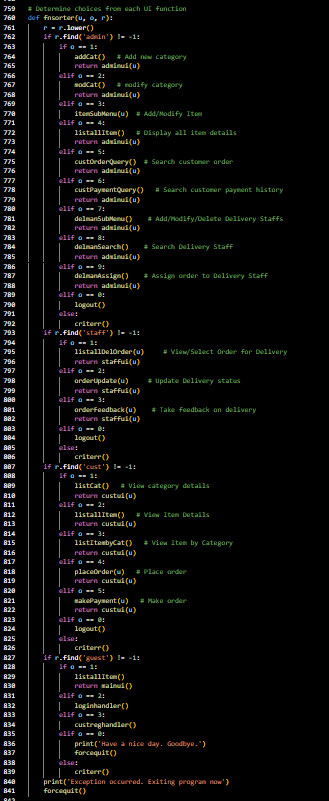 759 # Determine choices from each UI function
760 def fnsorter(u, o, r):
761 r = r.lower()
762 if r.find('admin') != -1:
763 if o == 1:
764 addCat() # Add new category
765 return adminui(u)
766 elif o == 2:
767 modCat() # modify category
768 return adminui(u)
769 elif o == 3:
770 itemSubMenu(u) # Add/Modify Item
771 elif o == 4:
772 listallItem() # Display all item details
773 return adminui(u)
774 elif o == 5:
775 custOrderQuery() # Search customer order
776 return adminui(u)
777 elif o == 6:
778 custPaymentQuery() # Search customer payment history
779 return adminui(u)
780 elif o == 7:
781 delmanSubMenu() # Add/Modify/Delete Delivery Staffs
782 return adminui(u)
783 elif o == 8:
784 delmanSearch() # Search Delivery Staff
785 return adminui(u)
786 elif o == 9:
787 delmanAssign() # Assign order to Delivery Staff
788 return adminui(u)
789 elif o == 0:
790 logout()
791 else:
792 criterr()
793 if r.find('staff') != -1:
794 if o == 1:
795 listallDelOrder(u) # View/Select Order for Delivery
796 return staffui(u)
797 elif o == 2:
798 orderUpdate(u) # Update Delivery status
799 return staffui(u)
800 elif o == 3:
801 orderfeedback(u) # Take feedback on delivery
802 return staffui(u)
803 elif o == 0:
804 logout()
805 else:
806 criterr()
807 if r.find('cust') != -1:
808 if o == 1:
809 listCat() # View category details
810 return custui(u)
811 elif o == 2:
812 listallItem() # View Item Details
813 return custui(u)
814 elif o == 3:
815 listItembyCat() # View Item by Category
816 return custui(u)
817 elif o == 4:
818 placeOrder(u) # Place order
819 return custui(u)
820 elif o == 5:
821 makePayment(u) # Make order
822 return custui(u)
823 elif o == 0:
824 logout()
825 else:
826 criterr()
827 if r.find('guest') != -1:
828 if o == 1:
829 listallItem()
830 return mainui()
831 elif o == 2:
832 loginhandler()
833 elif o == 3:
834 custreghandler()
835 elif o == 0:
836 print('Have a nice day. Goodbye.')
837 forcequit()
838 else:
839 criterr()
840 print('Exception occurred. Exiting program now')
841 forcequit()